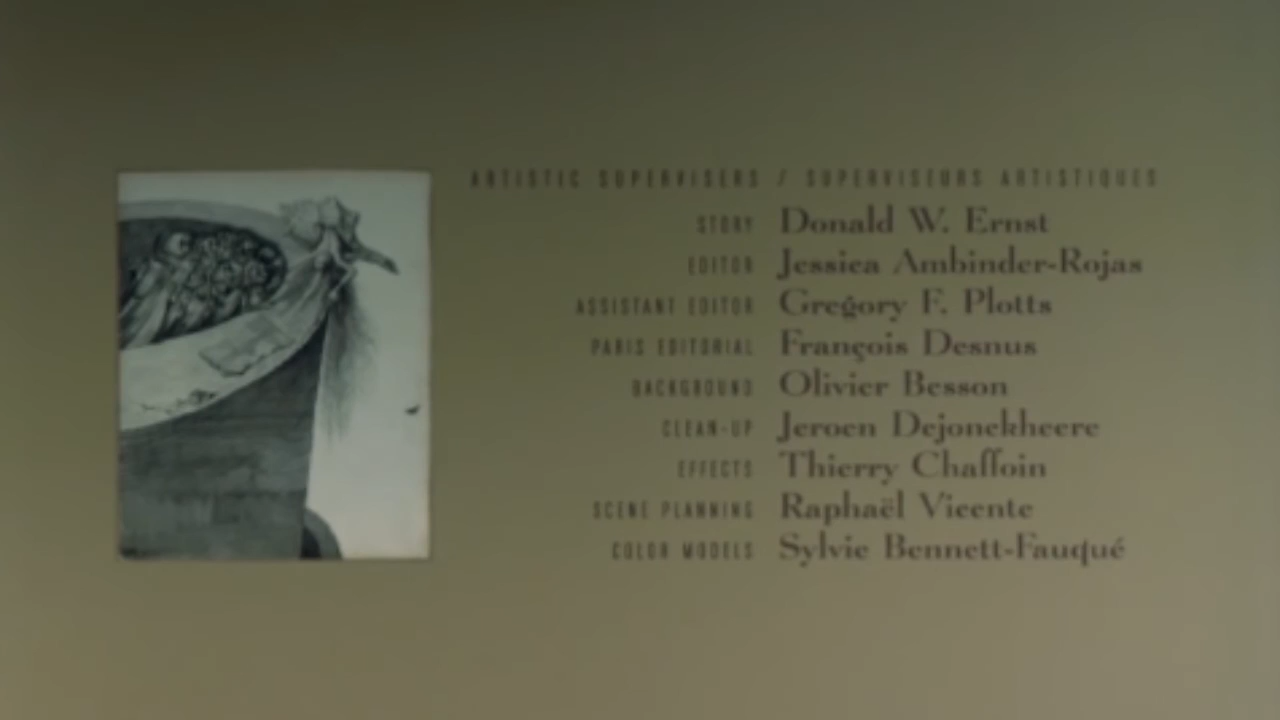 ARTISTIC SUPERVISERS / SUPERVISEURS ARTISTIQUES
STORY Donald W. Ernst
EDITOR Jessica Ambinder-Rojas
ASSISTANT EDITOR Gregory F. Plotts
PARIS EDITORIAL François Desnus
BACKGROUND Olivier Besson
CLEAN-UP Jeroen Dejonckheere
EFFECTS Thierry Chaffoin
SCENE PLANNING Raphaël Vicente
COLOR MODELS Sylvie Bennett-Fauqué